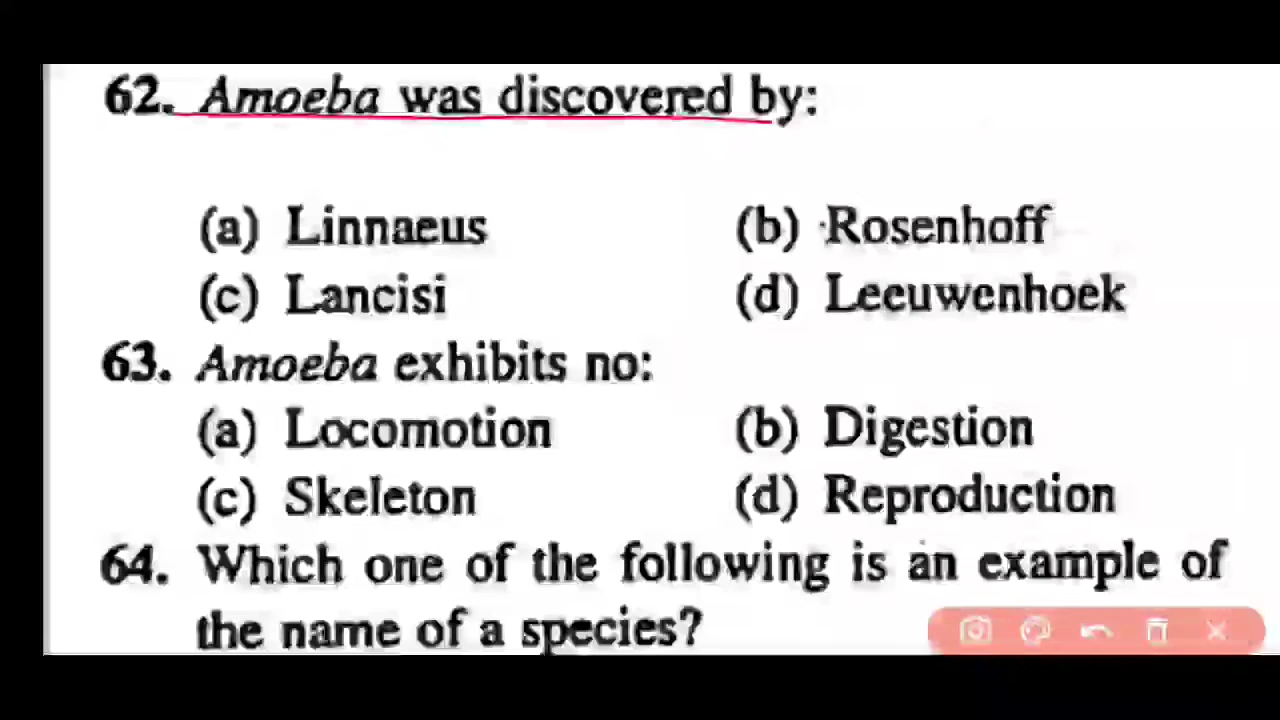 62. Amoeba was discovered by:
(a) Linnaeus (b) Rosenhoff
(c) Lancisi (d) Leeuwenhoek
63. Amoeba exhibits no:
(a) Locomotion (b) Digestion
(c) Skeleton (d) Reproduction
64. Which one of the following is an example of
the name of a species?